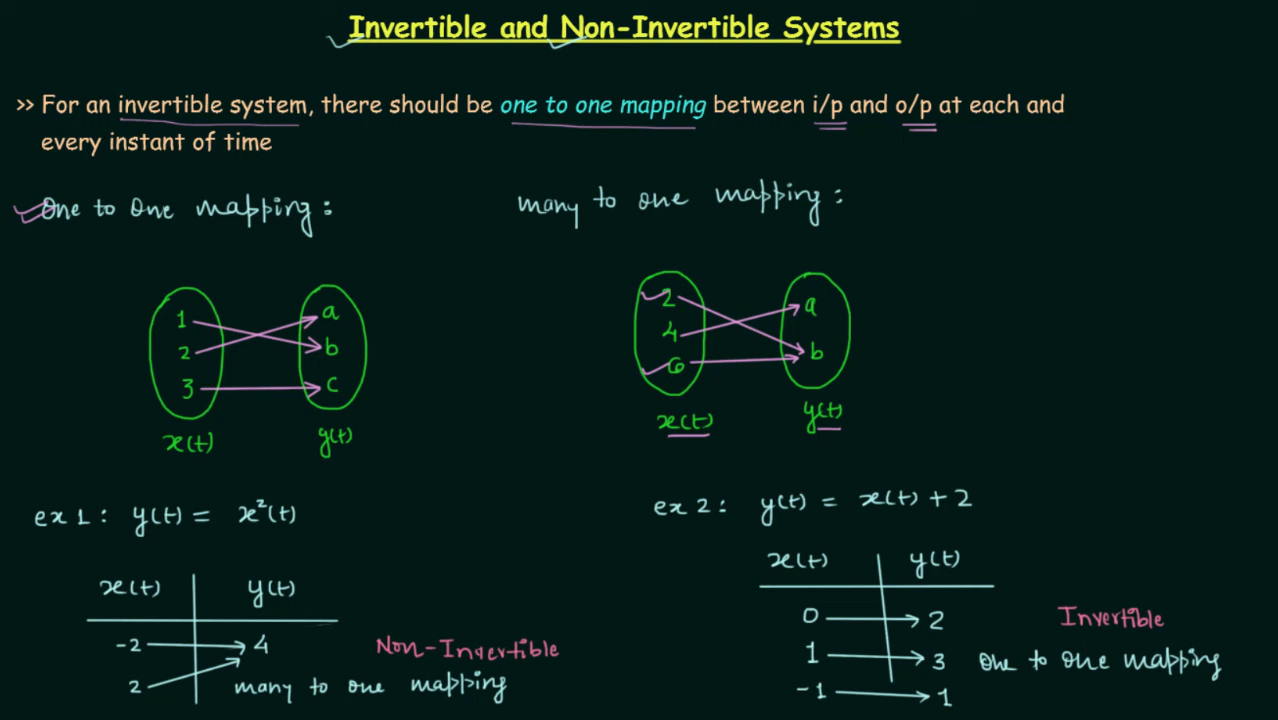 Invertible and Non-Invertible Systems
>> For an invertible system, there should be one to one mapping between i/p and o/p at each and
every instant of time
One to One mapping :
many to one mapping :
1 a
2 b
3 c
x(t) y(t)
2 a
4 b
6
x(t) y(t)
ex 1 : y(t) = x²(t)
x(t) y(t)
-2 4
2
Non-Invertible
many to one mapping
ex 2 : y(t) = x(t) + 2
x(t) y(t)
0 2
1 3
-1 1
Invertible
One to One mapping